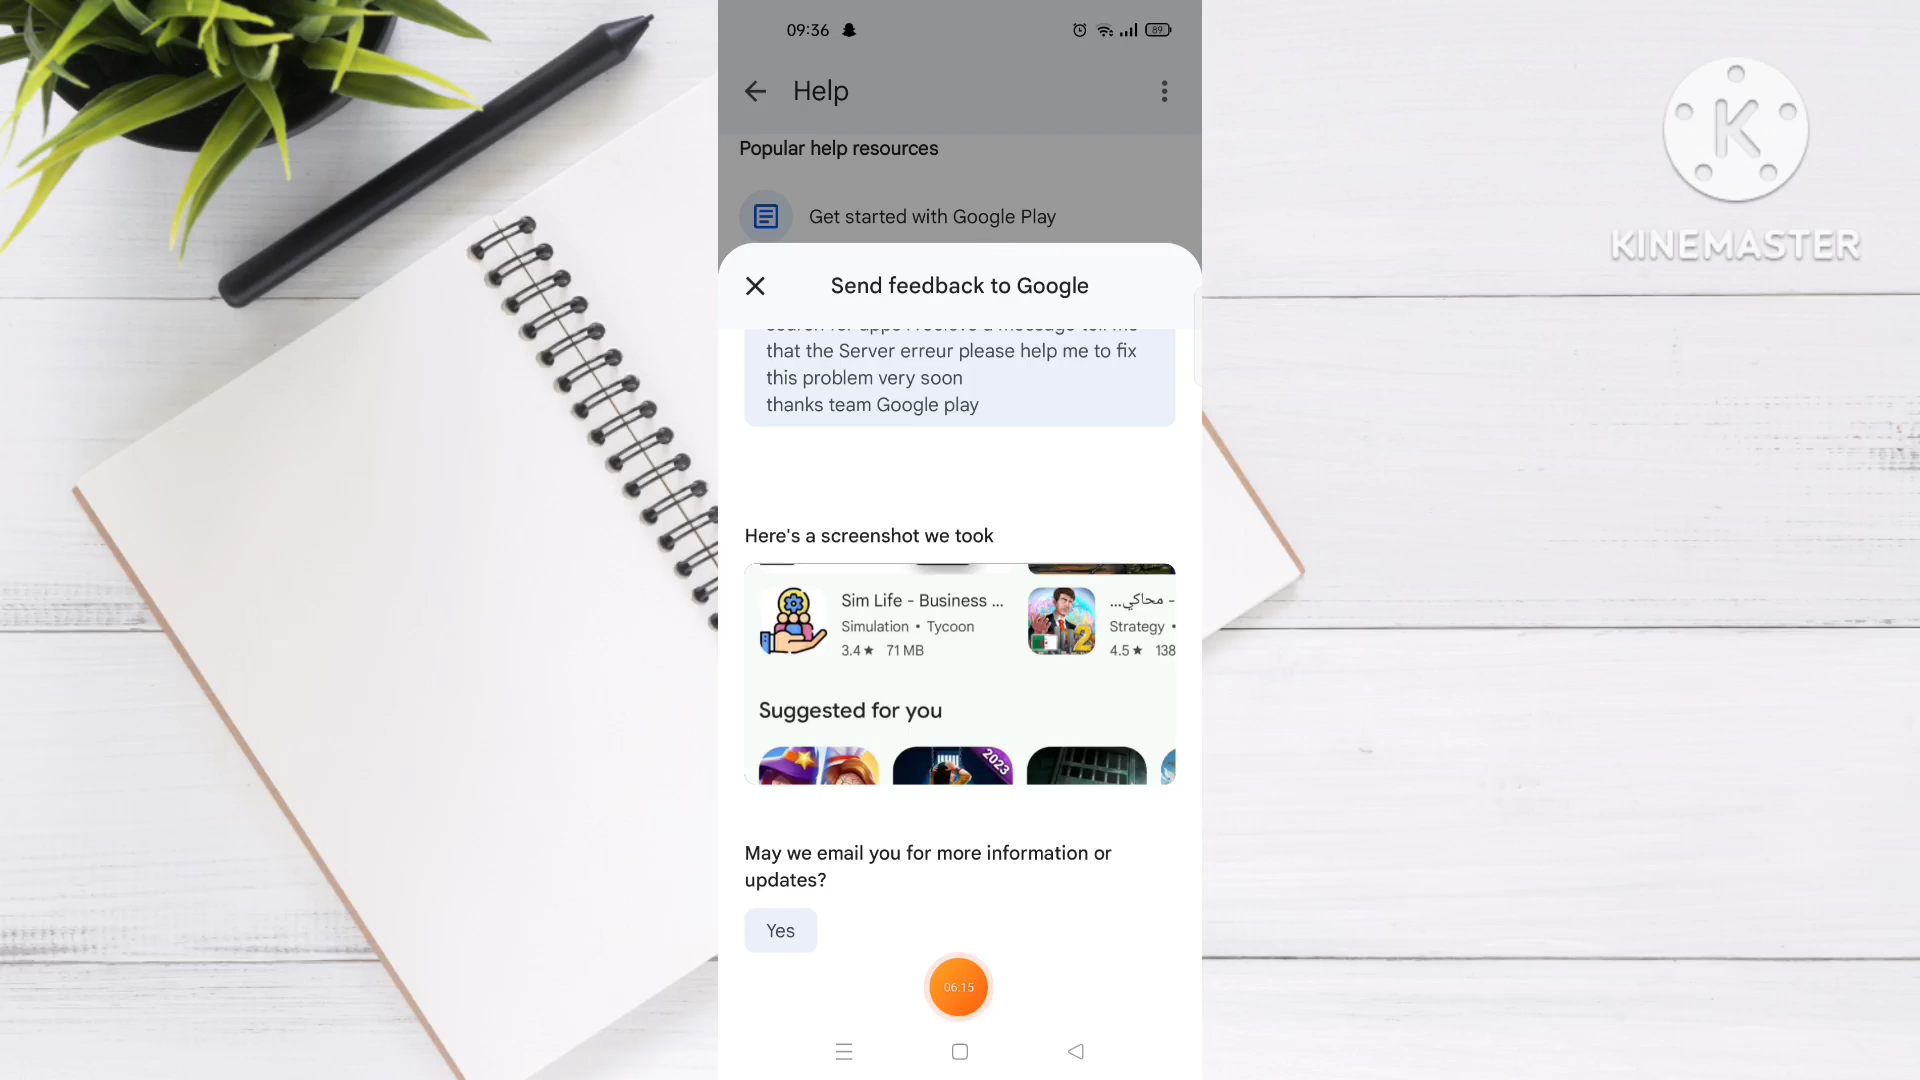 09:36
89
Help
Popular help resources
Get started with Google Play
Send feedback to Google
that the Server erreur please help me to fix
this problem very soon
thanks team Google play
Here's a screenshot we took
Sim Life - Business ...
Simulation • Tycoon
3.4★ 71 MB
...محاكي -
Strategy •
4.5★ 138
2
Suggested for you
2023
May we email you for more information or
updates?
Yes
06:15
K
KINEMASTER